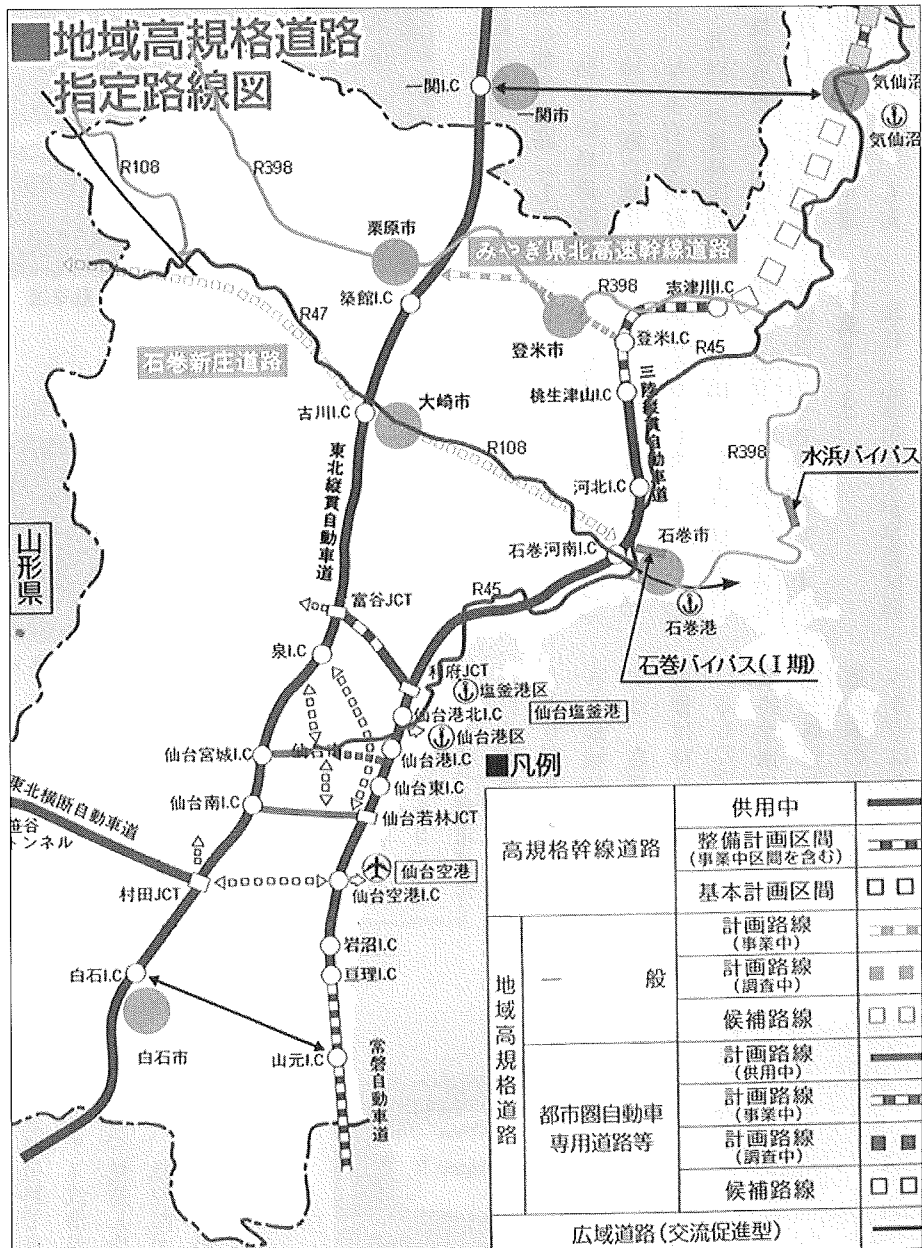 ■地域高規格道路
指定路線図
一関I.C
一関市
気仙沼
気仙沼
R108
R398
栗原市
みやぎ県北高速幹線道路
築館I.C
R398
志津川I.C
R47
登米市
登米I.C
R45
石巻新庄道路
桃生津山I.C
三陸縦貫自動車道
大崎市
古川I.C
R108
R398
水浜バイパス
東北縦貫自動車道
河北I.C
山形県
石巻河南I.C
石巻市
R45
富谷JCT
石巻港
泉I.C
石巻バイパス(Ⅰ期)
利府JCT
塩釜港区
仙台港北I.C
仙台塩釜港
仙台港区
仙台宮城I.C
仙台市
仙台港I.C
仙台東I.C
東北横断自動車道
仙台南I.C
仙台若林JCT
笹谷
トンネル
村田JCT
仙台空港
仙台空港I.C
岩沼I.C
白石I.C
亘理I.C
白石市
山元I.C
常磐自動車道
■凡例
高規格幹線道路
供用中
整備計画区間
(事業中区間を含む)
基本計画区間
地域高規格道路
一般
計画路線
(事業中)
計画路線
(調査中)
候補路線
都市圏自動車
専用道路等
計画路線
(供用中)
計画路線
(事業中)
計画路線
(調査中)
候補路線
広域道路(交流促進型)